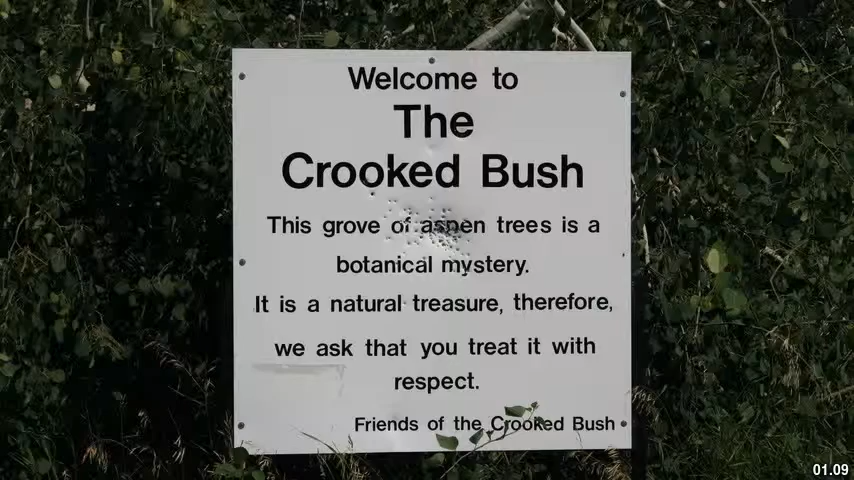 Welcome to
The
Crooked Bush
This grove of aspen trees is a
botanical mystery.
It is a natural treasure, therefore,
we ask that you treat it with
respect.
Friends of the Crooked Bush
01.09